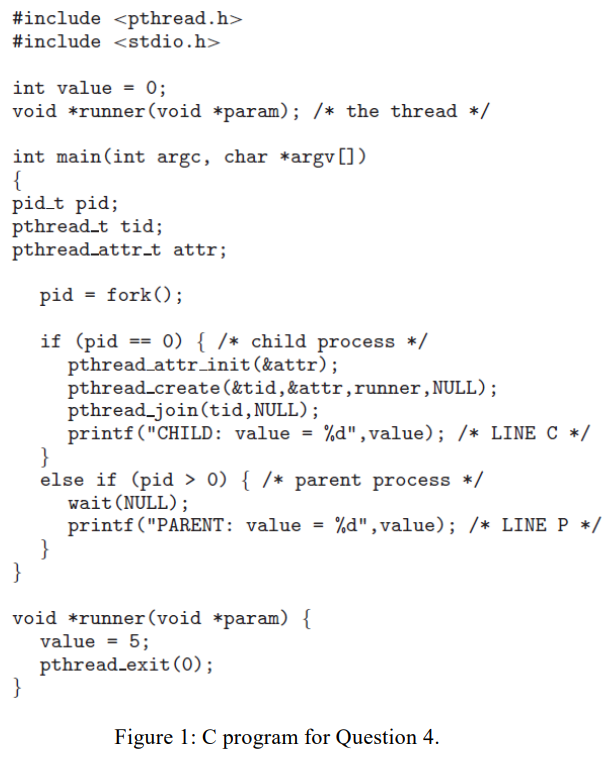 #include <pthread.h>
#include <stdio.h>
int value = 0;
void *runner(void *param); /* the thread */
int main(int argc, char *argv[])
{
pid_t pid;
pthread_t tid;
pthread_attr_t attr;
pid = fork();
if (pid == 0) { /* child process */
pthread_attr_init(&attr);
pthread_create(&tid,&attr,runner,NULL);
pthread_join(tid,NULL);
printf("CHILD: value = %d",value); /* LINE C */
}
else if (pid > 0) { /* parent process */
wait(NULL);
printf("PARENT: value = %d",value); /* LINE P */
}
}
void *runner(void *param) {
value = 5;
pthread_exit(0);
}
Figure 1: C program for Question 4.